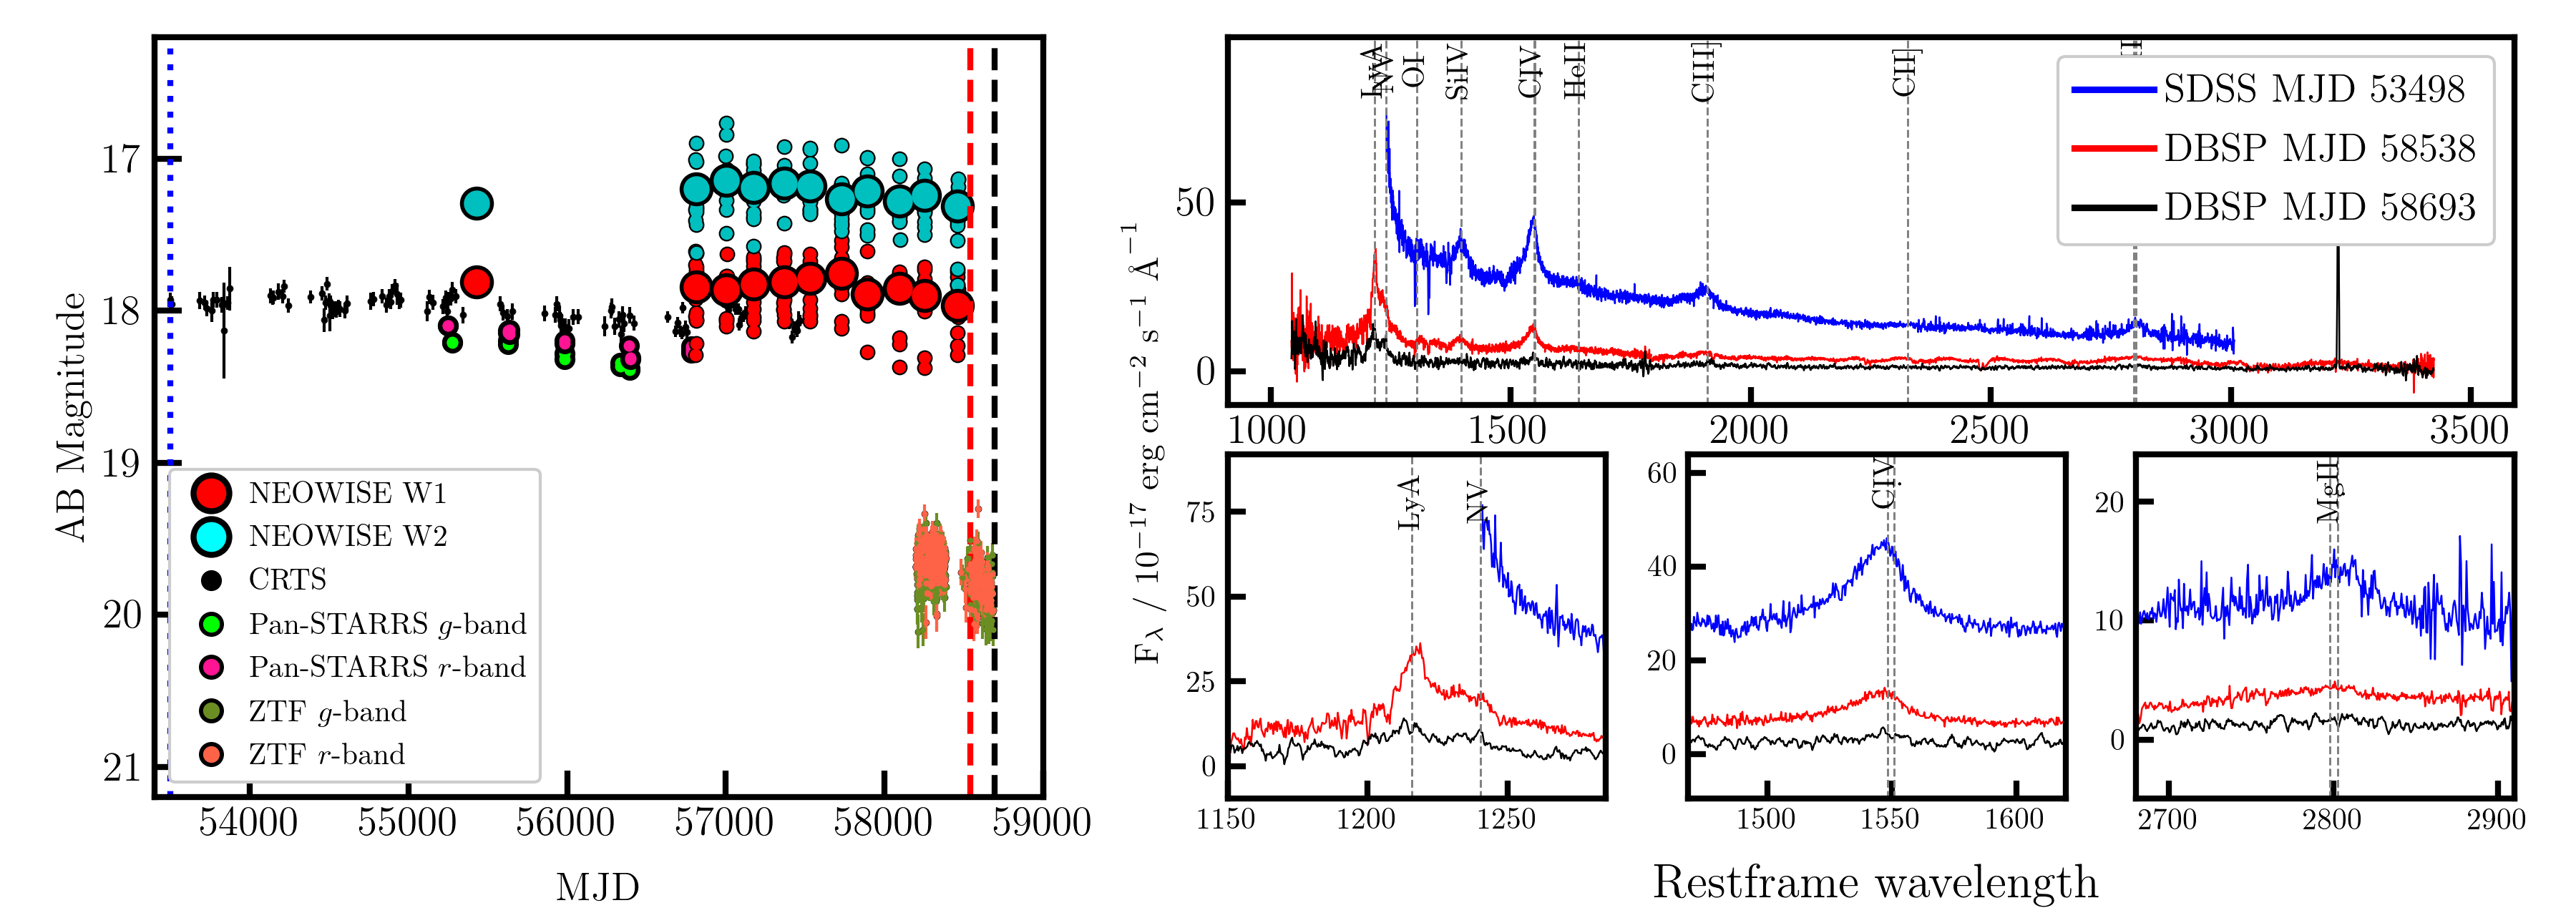 17
18
19
20
21
AB Magnitude
NEOWISE W1
NEOWISE W2
CRTS
Pan-STARRS g-band
Pan-STARRS r-band
ZTF g-band
ZTF r-band
54000 55000 56000 57000 58000 59000
MJD
LyA NV OI SiIV CIV HeII CIII] CII]
SDSS MJD 53498
DBSP MJD 58538
DBSP MJD 58693
50
0
1000 1500 2000 2500 3000 3500
F_λ / 10⁻¹⁷ erg cm⁻² s⁻¹ Å⁻¹
LyA NV
75
50
25
0
1150 1200 1250
CIV
60
40
20
0
1500 1550 1600
MgII
20
10
0
2700 2800 2900
Restframe wavelength